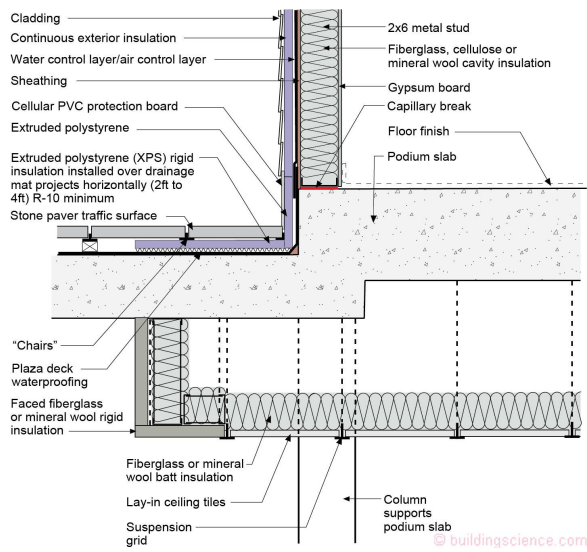 Cladding
Continuous exterior insulation
Water control layer/air control layer
Sheathing
Cellular PVC protection board
Extruded polystyrene
Extruded polystyrene (XPS) rigid
insulation installed over drainage
mat projects horizontally (2ft to
4ft) R-10 minimum
Stone paver traffic surface
2x6 metal stud
Fiberglass, cellulose or
mineral wool cavity insulation
Gypsum board
Capillary break
Floor finish
Podium slab
"Chairs"
Plaza deck
waterproofing
Faced fiberglass
or mineral wool rigid
insulation
Fiberglass or mineral
wool batt insulation
Lay-in ceiling tiles
Suspension
grid
Column
supports
podium slab
© buildingscience.com